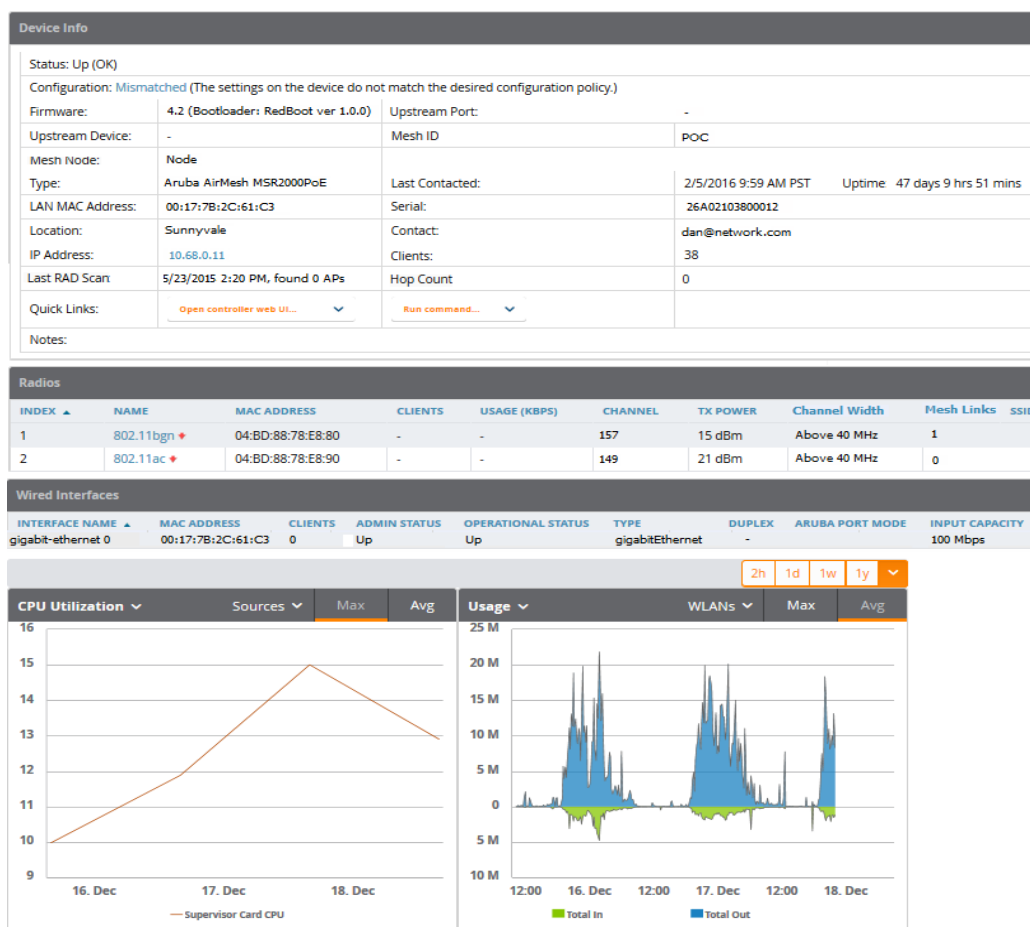 Device Info
Status: Up (OK)
Configuration: Mismatched (The settings on the device do not match the desired configuration policy.)
Firmware: 4.2 (Bootloader: RedBoot ver 1.0.0) Upstream Port: -
Upstream Device: - Mesh ID POC
Mesh Node: Node
Type: Aruba AirMesh MSR2000PoE Last Contacted: 2/5/2016 9:59 AM PST Uptime 47 days 9 hrs 51 mins
LAN MAC Address: 00:17:7B:2C:61:C3 Serial: 26A02103800012
Location: Sunnyvale Contact: dan@network.com
IP Address: 10.68.0.11 Clients: 38
Last RAD Scan: 5/23/2015 2:20 PM, found 0 APs Hop Count 0
Quick Links: Open controller web UI... Run command...
Notes:
Radios
INDEX NAME MAC ADDRESS CLIENTS USAGE (KBPS) CHANNEL TX POWER Channel Width Mesh Links SSID
1 802.11bgn 04:BD:88:78:E8:80 - - 157 15 dBm Above 40 MHz 1
2 802.11ac 04:BD:88:78:E8:90 - - 149 21 dBm Above 40 MHz 0
Wired Interfaces
INTERFACE NAME MAC ADDRESS CLIENTS ADMIN STATUS OPERATIONAL STATUS TYPE DUPLEX ARUBA PORT MODE INPUT CAPACITY
gigabit-ethernet 0 00:17:7B:2C:61:C3 0 Up Up gigabitEthernet - 100 Mbps
2h 1d 1w 1y
CPU Utilization Sources Max Avg
16
15
14
13
12
11
10
9
16. Dec 17. Dec 18. Dec
Supervisor Card CPU
Usage WLANs Max Avg
25 M
20 M
15 M
10 M
5 M
0
5 M
10 M
12:00 16. Dec 12:00 17. Dec 12:00 18. Dec
Total In Total Out